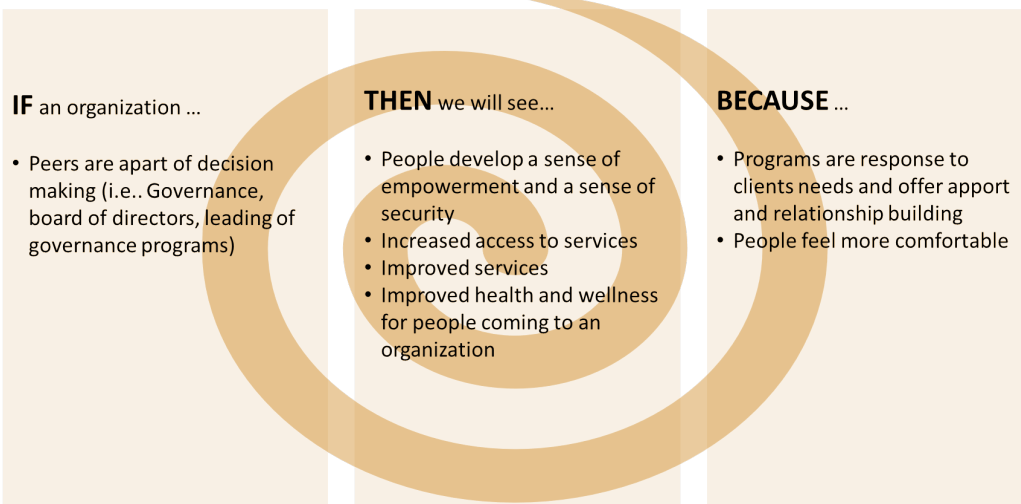 IF an organization ...
• Peers are apart of decision
making (i.e.. Governance,
board of directors, leading of
governance programs)
THEN we will see...
• People develop a sense of
empowerment and a sense of
security
• Increased access to services
• Improved services
• Improved health and wellness
for people coming to an
organization
BECAUSE ...
• Programs are response to
clients needs and offer apport
and relationship building
• People feel more comfortable